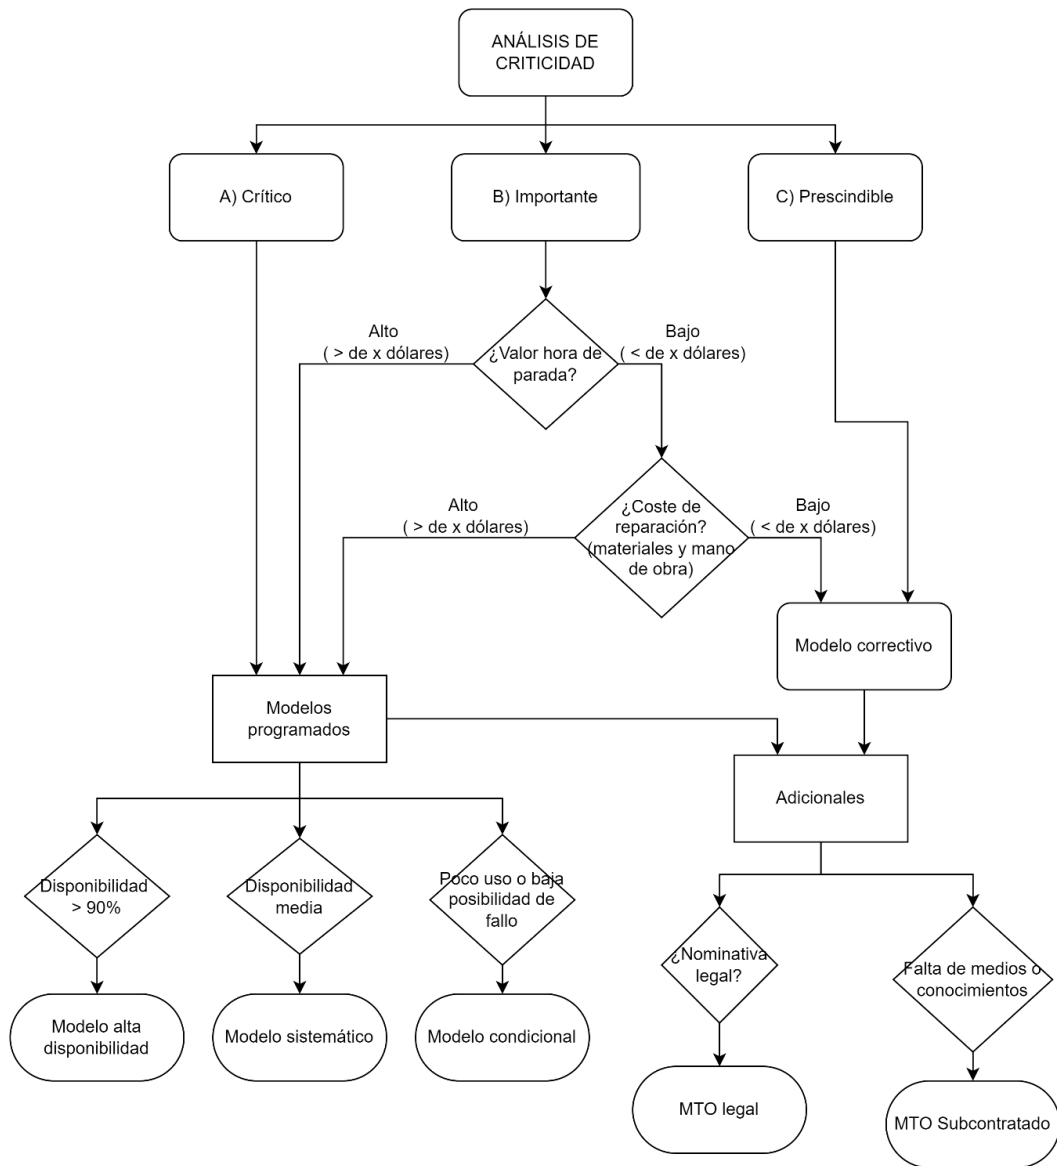 ANÁLISIS DE
CRITICIDAD
A) Crítico
B) Importante
C) Prescindible
Alto
( > de x dólares)
¿Valor hora de
parada?
Bajo
( < de x dólares)
Alto
( > de x dólares)
¿Coste de
reparación?
(materiales y mano
de obra)
Bajo
( < de x dólares)
Modelo correctivo
Modelos
programados
Adicionales
Disponibilidad
> 90%
Disponibilidad
media
Poco uso o baja
posibilidad de
fallo
¿Nominativa
legal?
Falta de medios o
conocimientos
Modelo alta
disponibilidad
Modelo sistemático
Modelo condicional
MTO legal
MTO Subcontratado